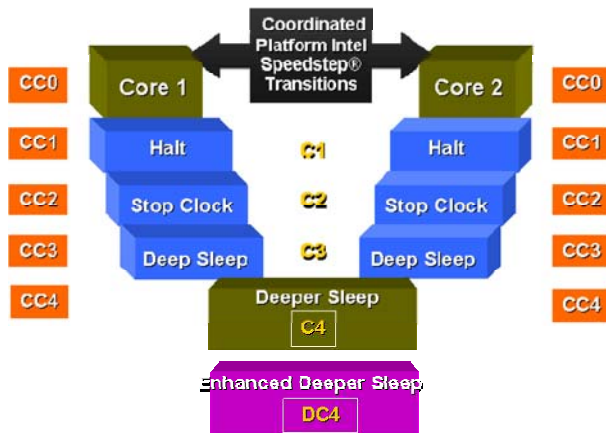 Coordinated
Platform Intel
Speedstep®
Transitions
CC0
Core 1
Core 2
CC0
CC1
Halt
C1
Halt
CC1
CC2
Stop Clock
C2
Stop Clock
CC2
CC3
Deep Sleep
C3
Deep Sleep
CC3
CC4
Deeper Sleep
CC4
C4
Enhanced Deeper Sleep
DC4